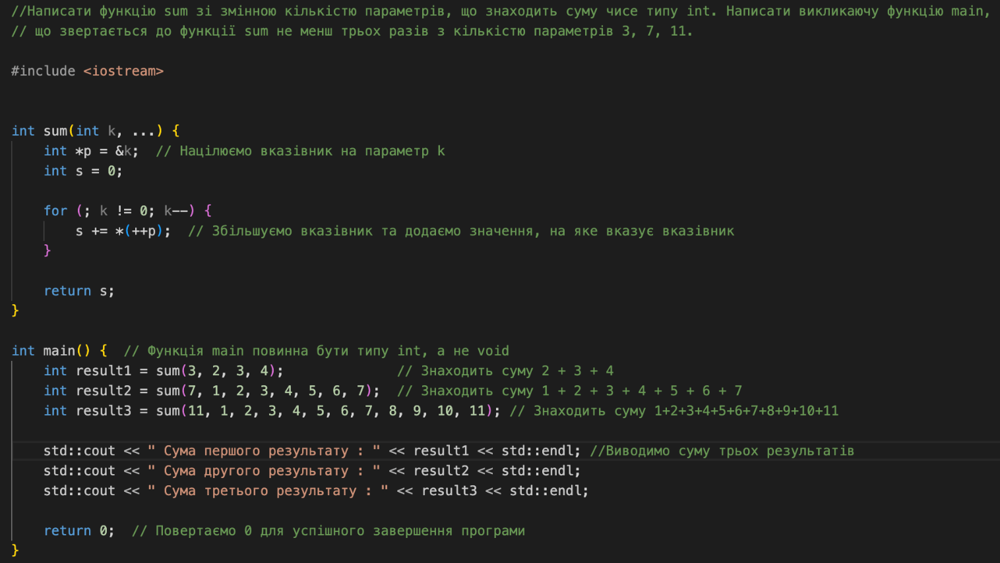 //Написати функцію sum зі змінною кількістю параметрів, що знаходить суму чисе типу int. Написати викликаючу функцію main,
// що звертається до функції sum не менш трьох разів з кількістю параметрів 3, 7, 11.
#include <iostream>
int sum(int k, ...) {
    int *p = &k;  // Націлюємо вказівник на параметр k
    int s = 0;
    for (; k != 0; k--) {
        s += *(++p);  // Збільшуємо вказівник та додаємо значення, на яке вказує вказівник
    }
    return s;
}
int main() {  // Функція main повинна бути типу int, а не void
    int result1 = sum(3, 2, 3, 4);              // Знаходить суму 2 + 3 + 4
    int result2 = sum(7, 1, 2, 3, 4, 5, 6, 7);  // Знаходить суму 1 + 2 + 3 + 4 + 5 + 6 + 7
    int result3 = sum(11, 1, 2, 3, 4, 5, 6, 7, 8, 9, 10, 11); // Знаходить суму 1+2+3+4+5+6+7+8+9+10+11
    std::cout << " Сума першого результату : " << result1 << std::endl; //Виводимо суму трьох результатів
    std::cout << " Сума другого результату : " << result2 << std::endl;
    std::cout << " Сума третього результату : " << result3 << std::endl;
    return 0;  // Повертаємо 0 для успішного завершення програми
}